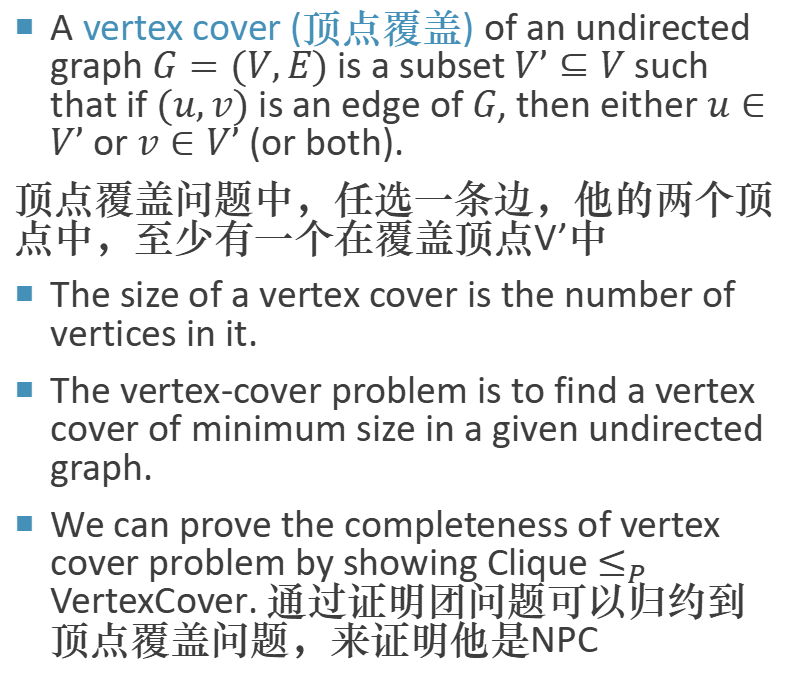 ▪ A vertex cover (顶点覆盖) of an undirected
graph G = (V, E) is a subset V’ ⊆ V such
that if (u, v) is an edge of G, then either u ∈
V’ or v ∈ V’ (or both).
顶点覆盖问题中，任选一条边，他的两个顶
点中，至少有一个在覆盖顶点V’中
▪ The size of a vertex cover is the number of
vertices in it.
▪ The vertex-cover problem is to find a vertex
cover of minimum size in a given undirected
graph.
▪ We can prove the completeness of vertex
cover problem by showing Clique ≤P
VertexCover. 通过证明团问题可以归约到
顶点覆盖问题，来证明他是NPC